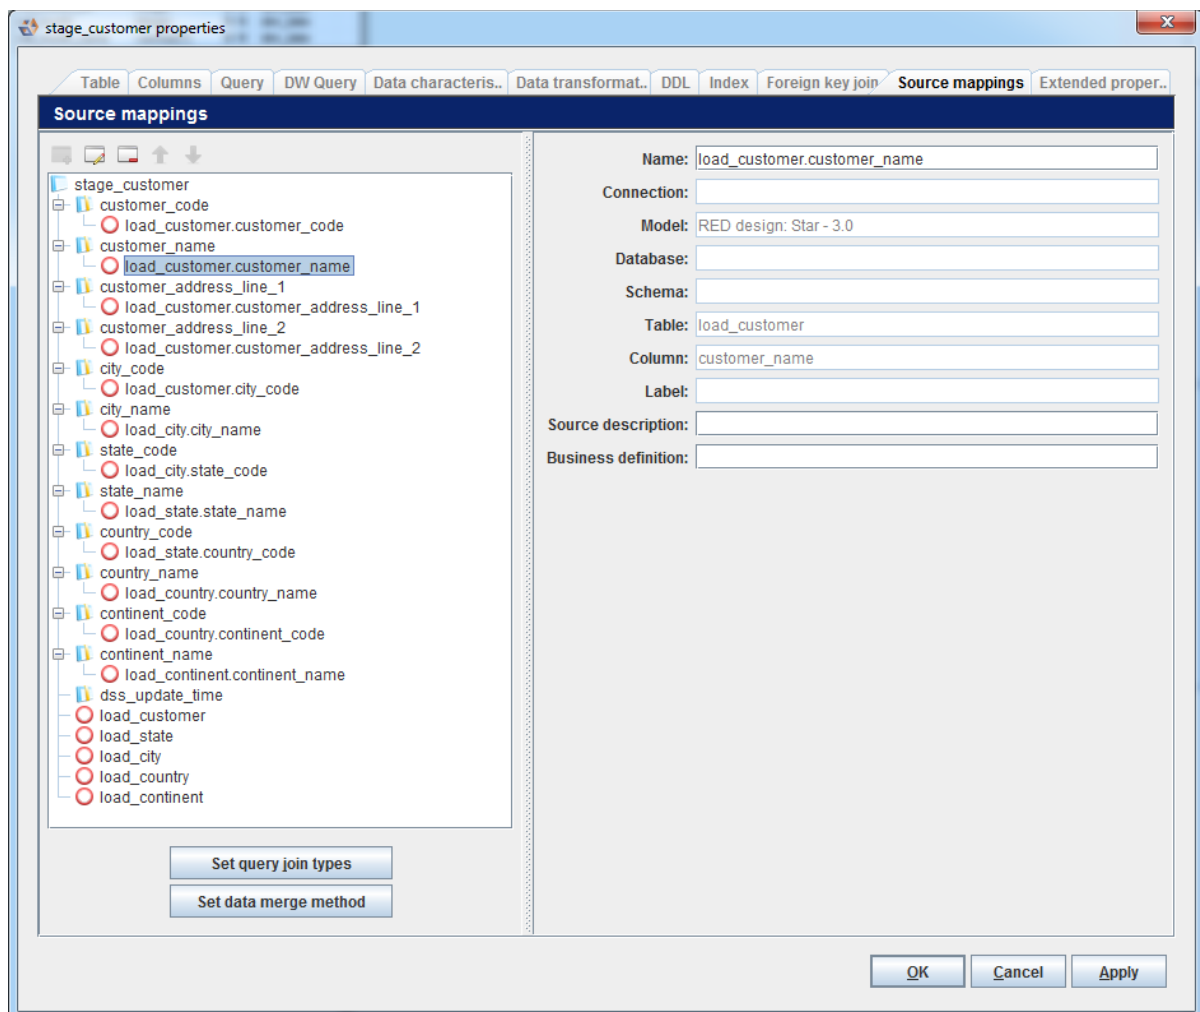 stage_customer properties
Table Columns Query DW Query Data characteris.. Data transformat.. DDL Index Foreign key join Source mappings Extended proper..
Source mappings
stage_customer
customer_code
load_customer.customer_code
customer_name
load_customer.customer_name
customer_address_line_1
load_customer.customer_address_line_1
customer_address_line_2
load_customer.customer_address_line_2
city_code
load_customer.city_code
city_name
load_city.city_name
state_code
load_city.state_code
state_name
load_state.state_name
country_code
load_state.country_code
country_name
load_country.country_name
continent_code
load_country.continent_code
continent_name
load_continent.continent_name
dss_update_time
load_customer
load_state
load_city
load_country
load_continent
Set query join types
Set data merge method
Name: load_customer.customer_name
Connection:
Model: RED design: Star - 3.0
Database:
Schema:
Table: load_customer
Column: customer_name
Label:
Source description:
Business definition:
OK Cancel Apply